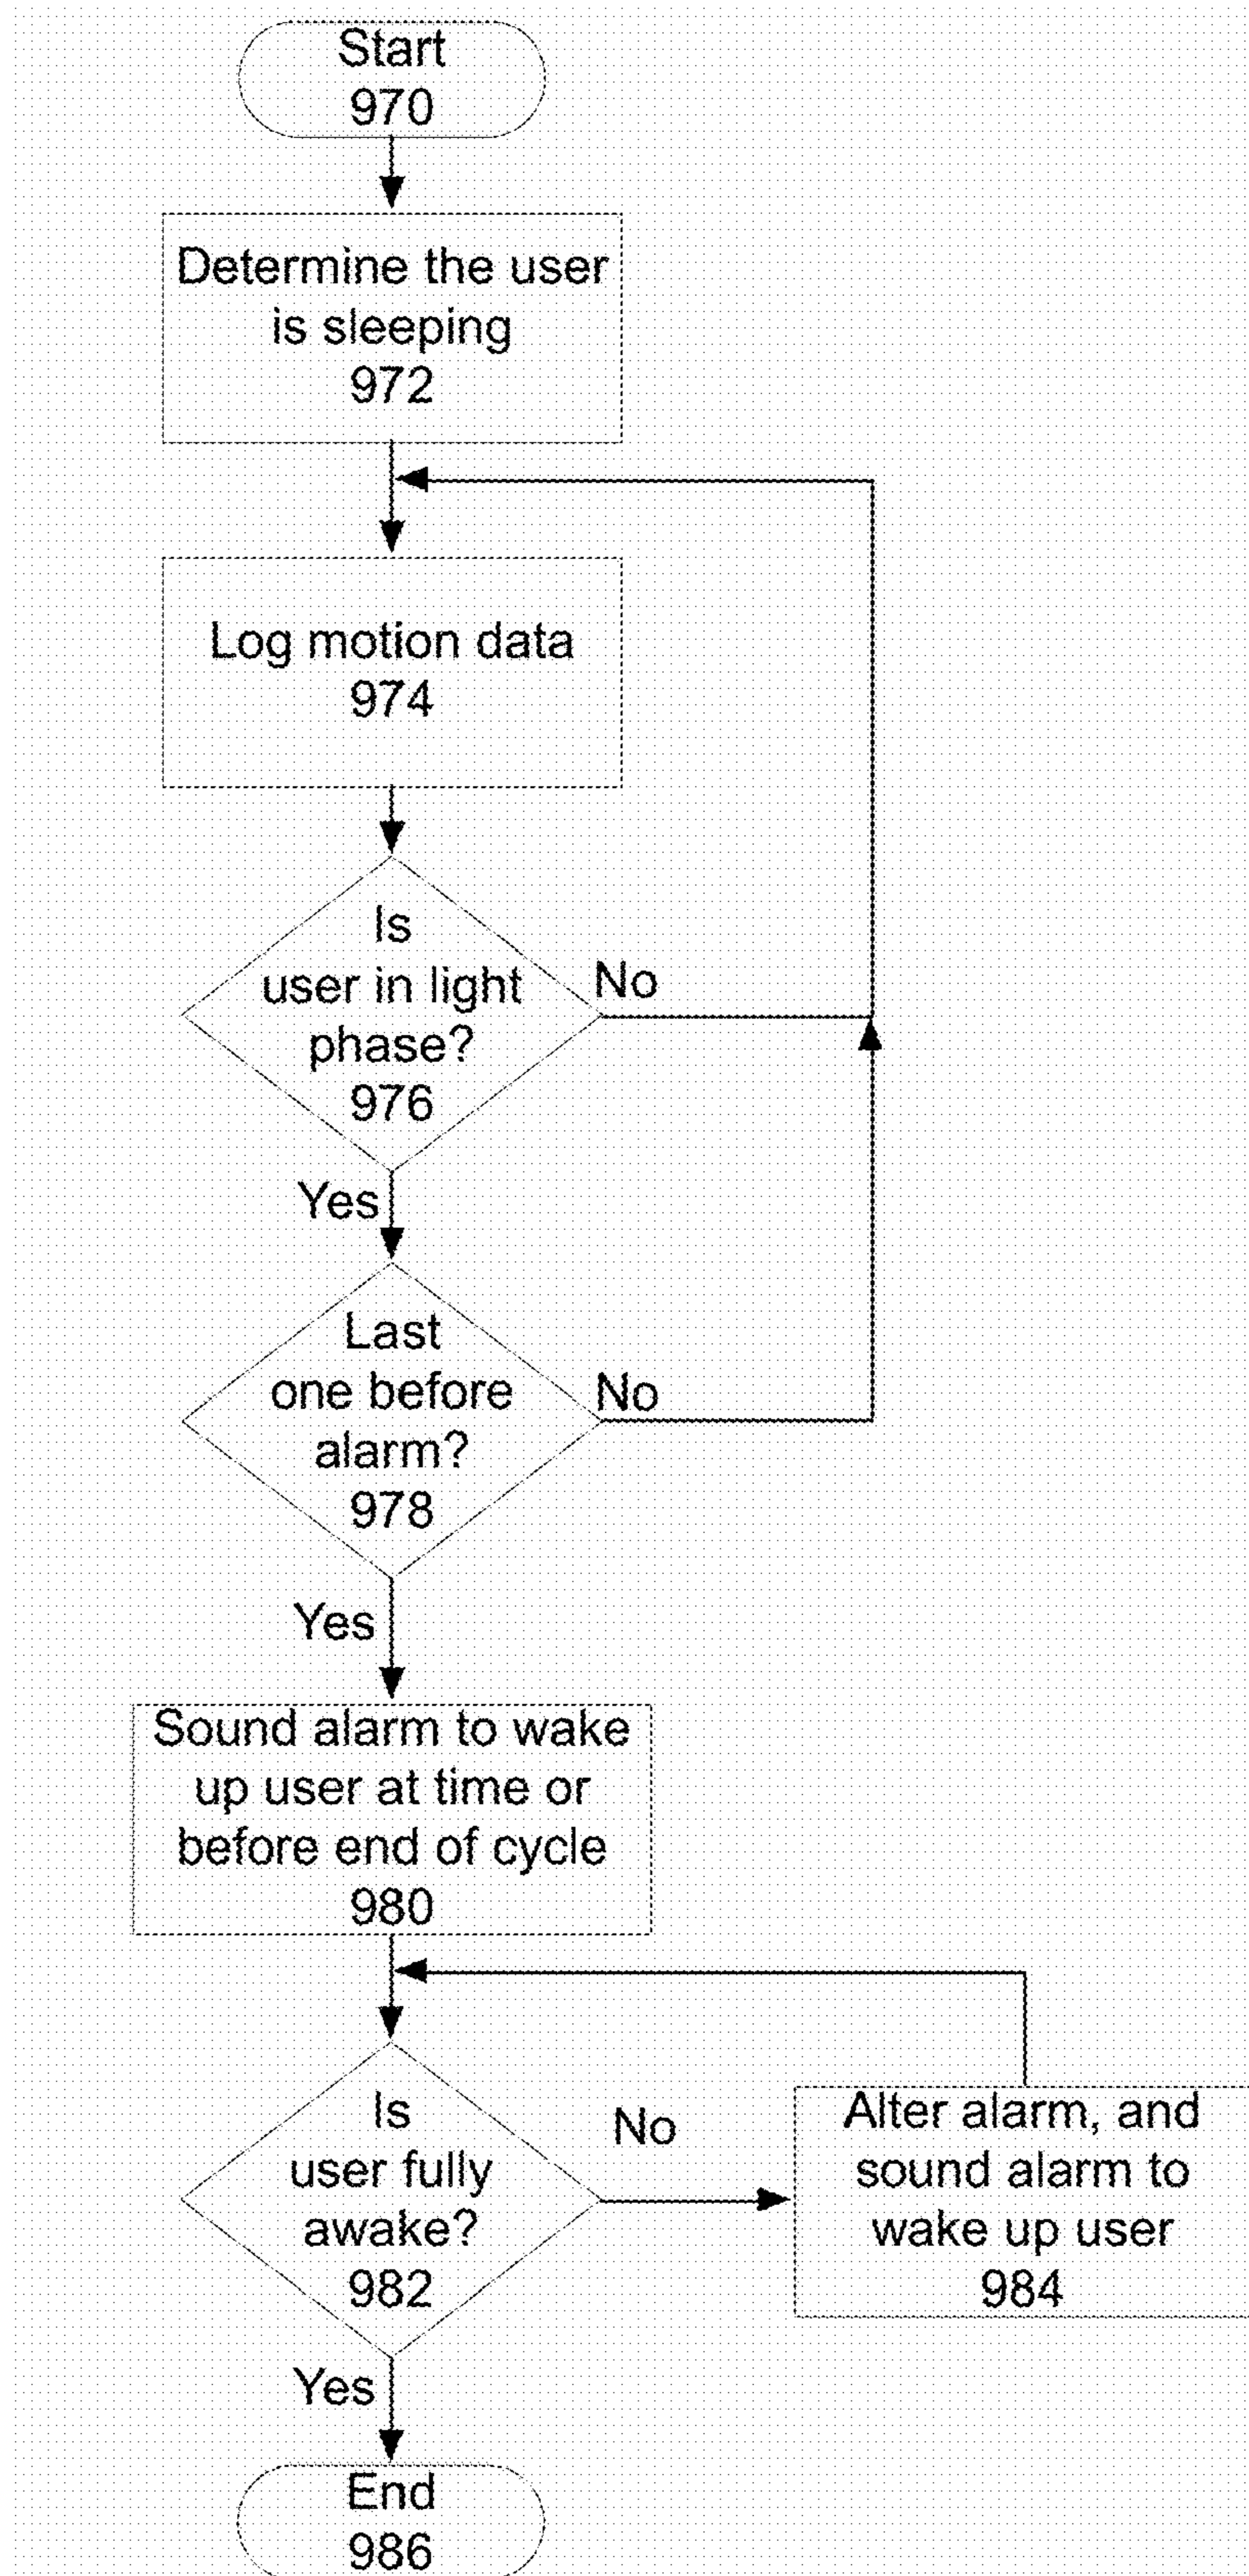 Start
970
Determine the user
is sleeping
972
Log motion data
974
Is
user in light
phase?
976
No
Yes
Last
one before
alarm?
978
No
Yes
Sound alarm to wake
up user at time or
before end of cycle
980
Is
user fully
awake?
982
No
Alter alarm, and
sound alarm to
wake up user
984
Yes
End
986